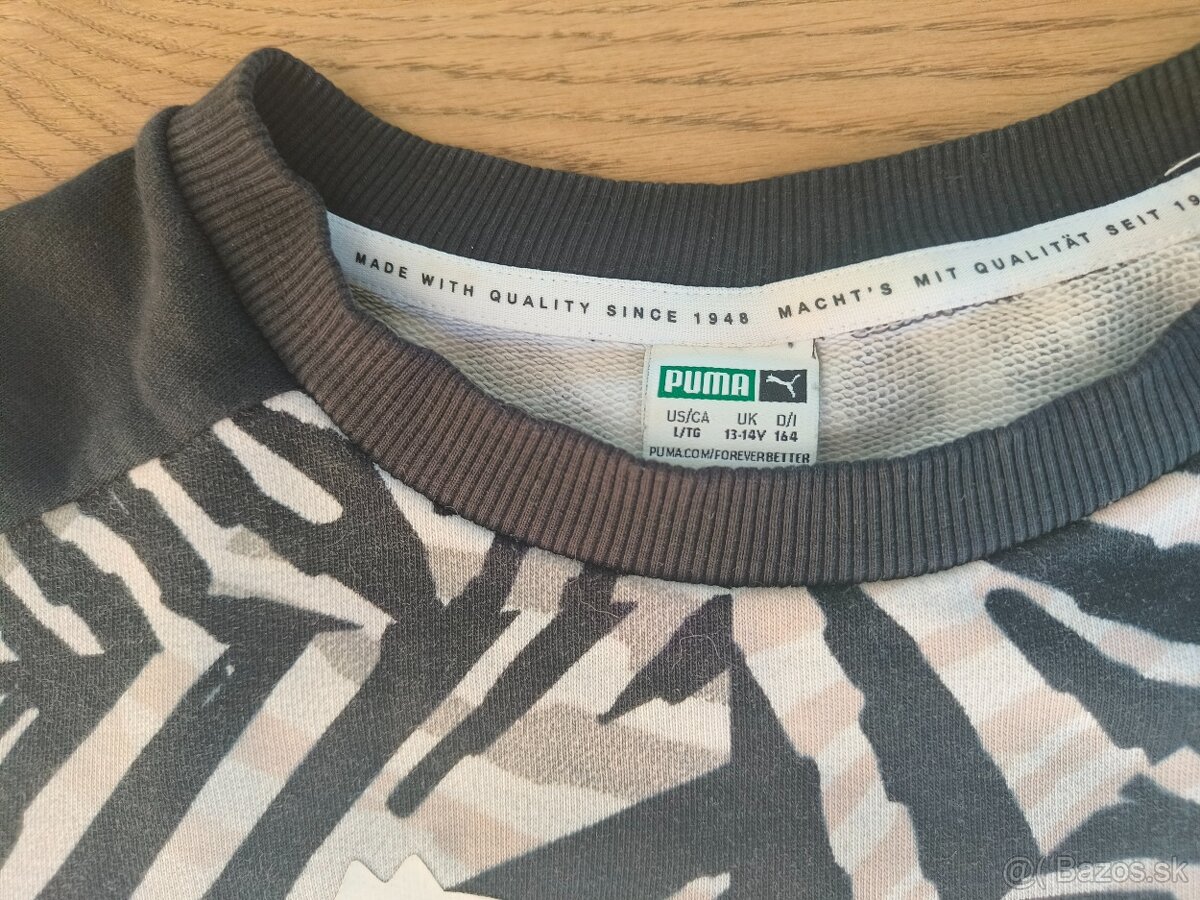 MADE WITH QUALITY SINCE 1948 MACHT'S MIT QUALITÄT SEIT 19
PUMA
US/CA UK D/I
L/TG 13-14Y 164
PUMA.COM/FOREVERBETTER
Bazos.sk